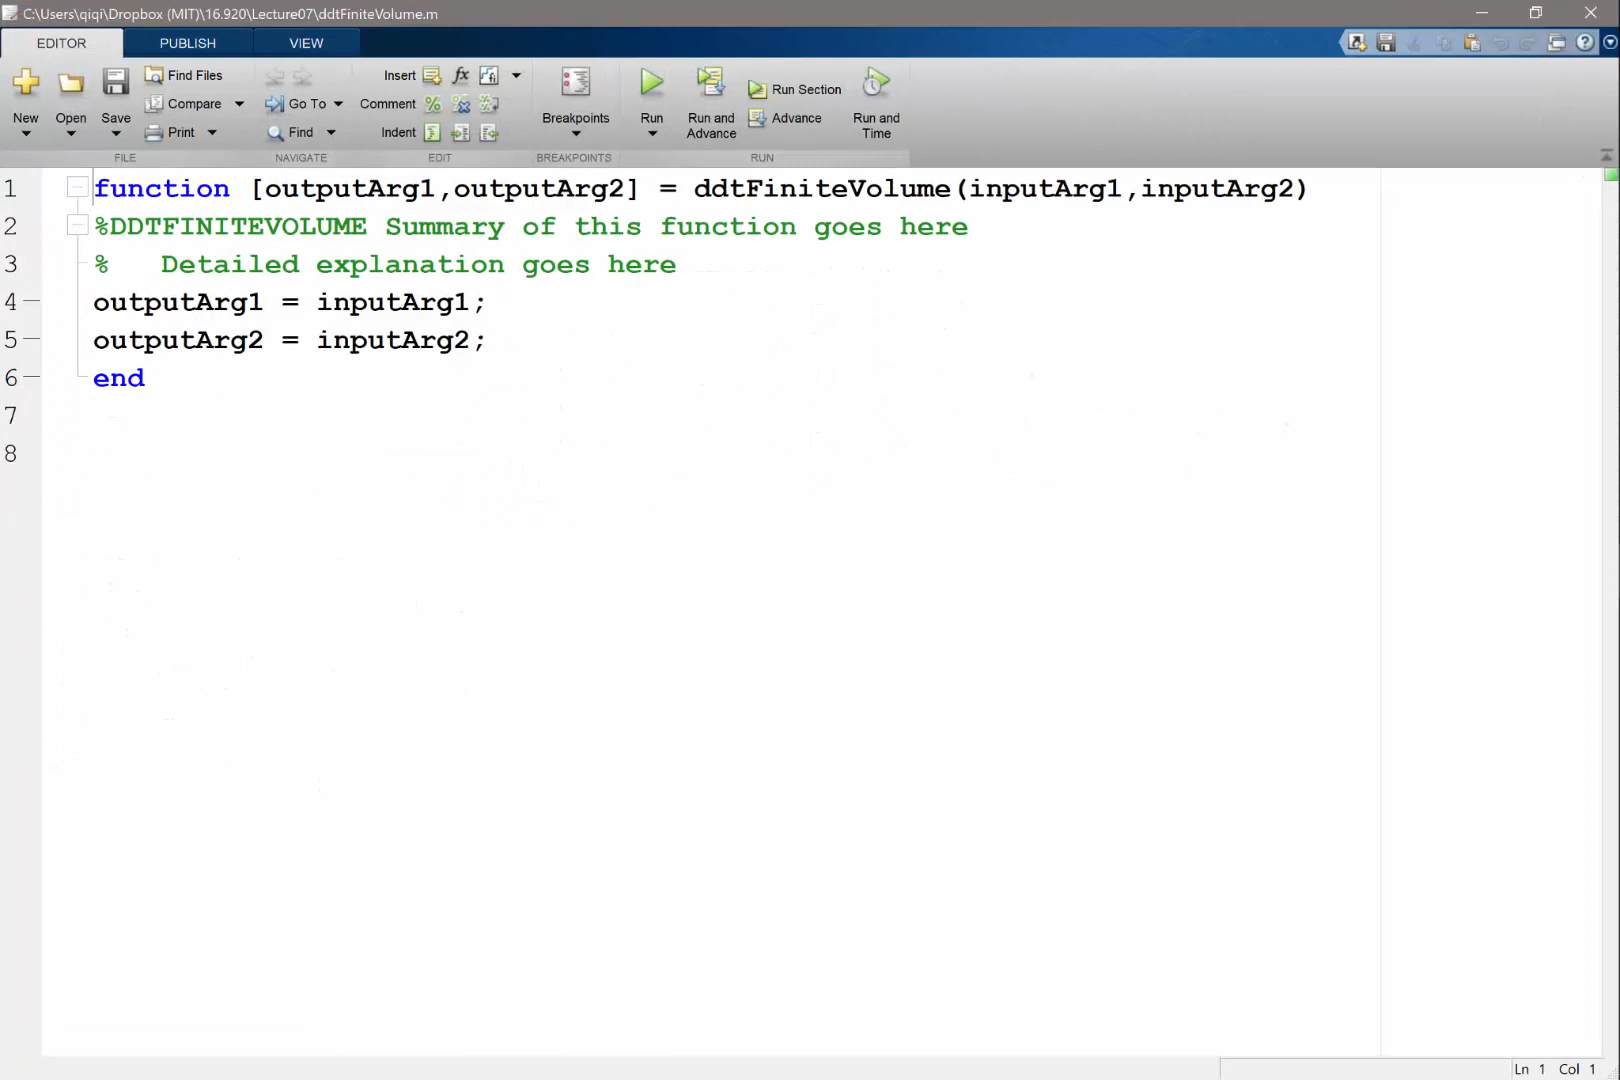 C:\Users\qiqi\Dropbox (MIT)\16.920\Lecture07\ddtFiniteVolume.m
EDITOR PUBLISH VIEW
New Open Save Find Files Compare Print
Go To Find
Insert fx Comment % Indent
Breakpoints
Run Run and Advance Run Section Advance Run and Time
FILE NAVIGATE EDIT BREAKPOINTS RUN
1 function [outputArg1,outputArg2] = ddtFiniteVolume(inputArg1,inputArg2)
2 %DDTFINITEVOLUME Summary of this function goes here
3 %   Detailed explanation goes here
4 outputArg1 = inputArg1;
5 outputArg2 = inputArg2;
6 end
7
8
Ln 1 Col 1